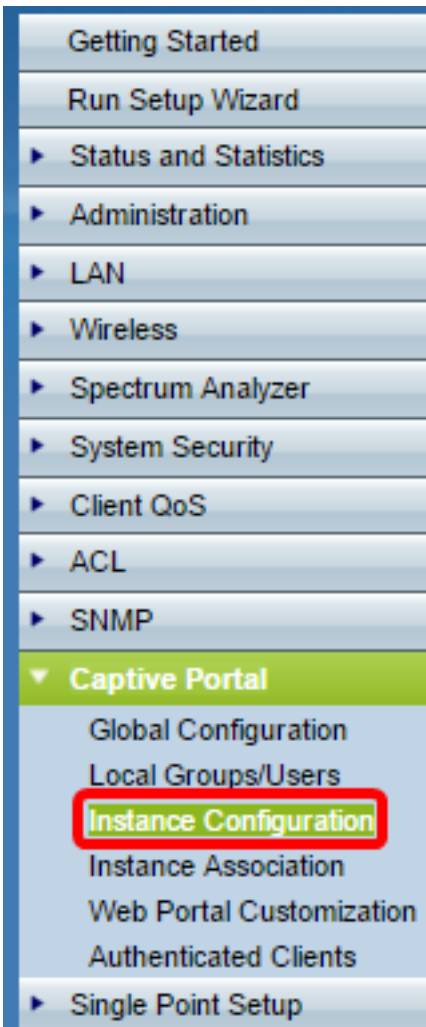 Getting Started
Run Setup Wizard
Status and Statistics
Administration
LAN
Wireless
Spectrum Analyzer
System Security
Client QoS
ACL
SNMP
Captive Portal
Global Configuration
Local Groups/Users
Instance Configuration
Instance Association
Web Portal Customization
Authenticated Clients
Single Point Setup